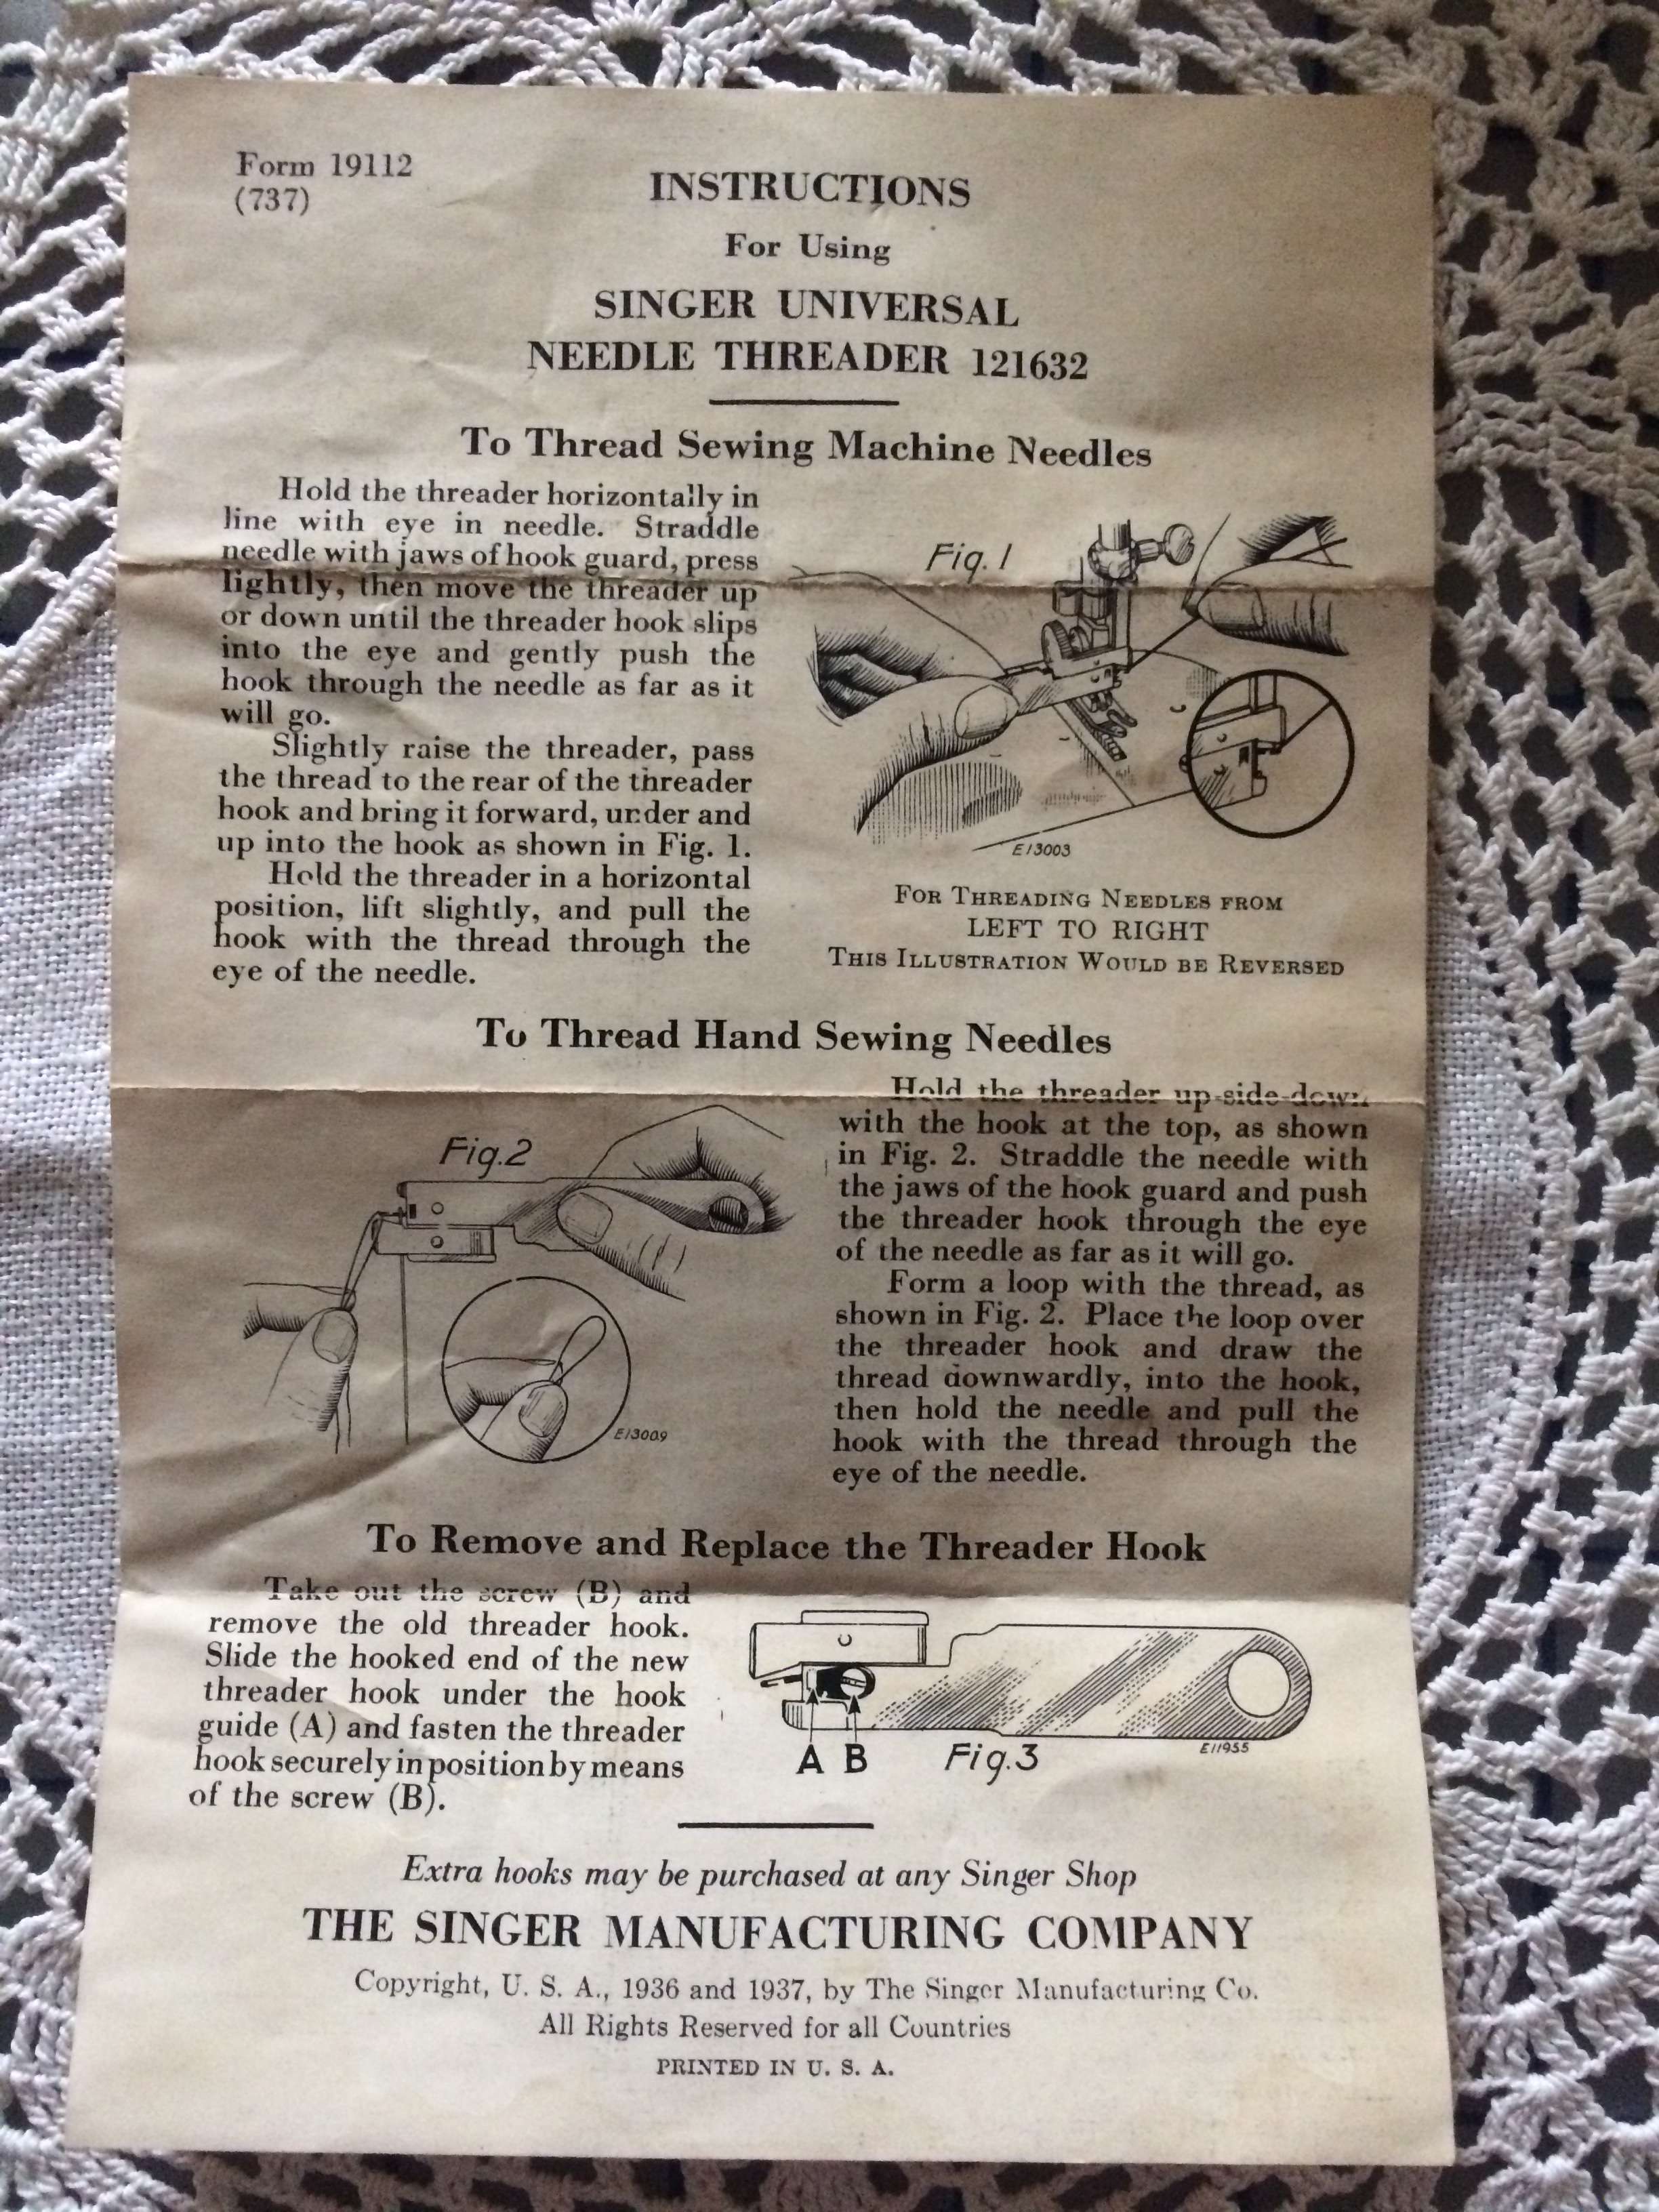 Form 19112
(737)
INSTRUCTIONS
For Using
SINGER UNIVERSAL
NEEDLE THREADER 121632
To Thread Sewing Machine Needles
Hold the threader horizontally in
line with eye in needle. Straddle
needle with jaws of hook guard, press
lightly, then move the threader up
or down until the threader hook slips
into the eye and gently push the
hook through the needle as far as it
will go.
Slightly raise the threader, pass
the thread to the rear of the threader
hook and bring it forward, under and
up into the hook as shown in Fig. 1.
Hold the threader in a horizontal
position, lift slightly, and pull the
hook with the thread through the
eye of the needle.
Fig. 1
E13003
FOR THREADING NEEDLES FROM
LEFT TO RIGHT
THIS ILLUSTRATION WOULD BE REVERSED
To Thread Hand Sewing Needles
Fig. 2
E13009
Hold the threader up-side-down
with the hook at the top, as shown
in Fig. 2. Straddle the needle with
the jaws of the hook guard and push
the threader hook through the eye
of the needle as far as it will go.
Form a loop with the thread, as
shown in Fig. 2. Place the loop over
the threader hook and draw the
thread downwardly, into the hook,
then hold the needle and pull the
hook with the thread through the
eye of the needle.
To Remove and Replace the Threader Hook
Take out the screw (B) and
remove the old threader hook.
Slide the hooked end of the new
threader hook under the hook
guide (A) and fasten the threader
hook securely in position by means
of the screw (B).
A B Fig. 3
E11955
Extra hooks may be purchased at any Singer Shop
THE SINGER MANUFACTURING COMPANY
Copyright, U. S. A., 1936 and 1937, by The Singer Manufacturing Co.
All Rights Reserved for all Countries
PRINTED IN U. S. A.